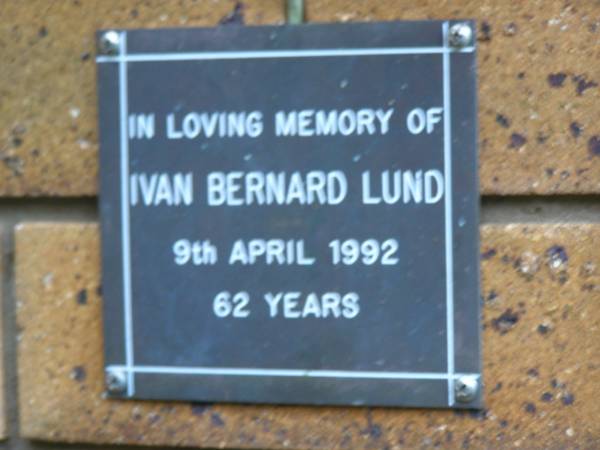 IN LOVING MEMORY OF
IVAN BERNARD LUND
9th APRIL 1992
62 YEARS